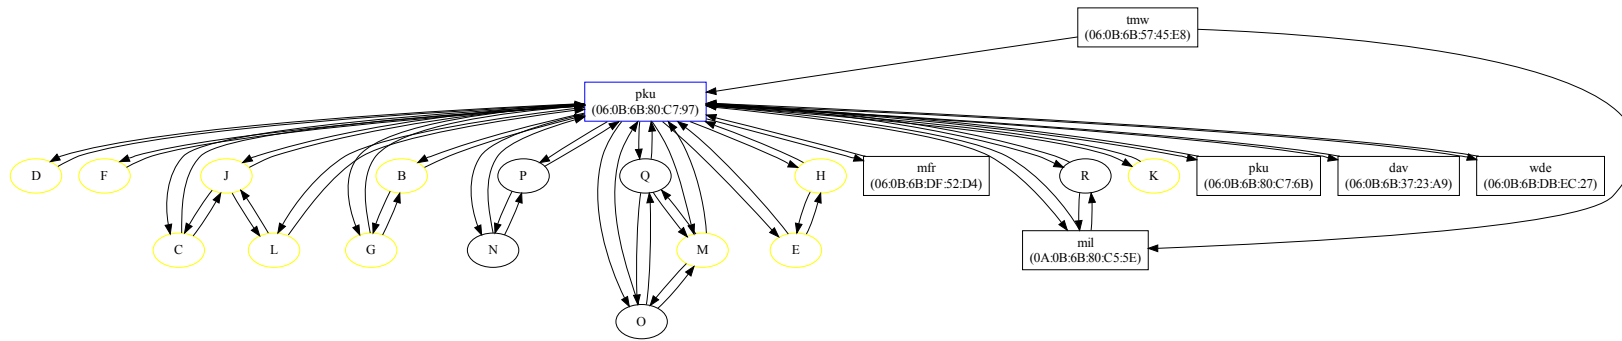 tmw
(06:0B:6B:57:45:E8)
pku
(06:0B:6B:80:C7:97)
D
F
J
B
P
Q
H
mfr
(06:0B:6B:DF:52:D4)
R
K
pku
(06:0B:6B:80:C7:6B)
dav
(06:0B:6B:37:23:A9)
wde
(06:0B:6B:DB:EC:27)
C
L
G
N
M
E
mil
(0A:0B:6B:80:C5:5E)
O